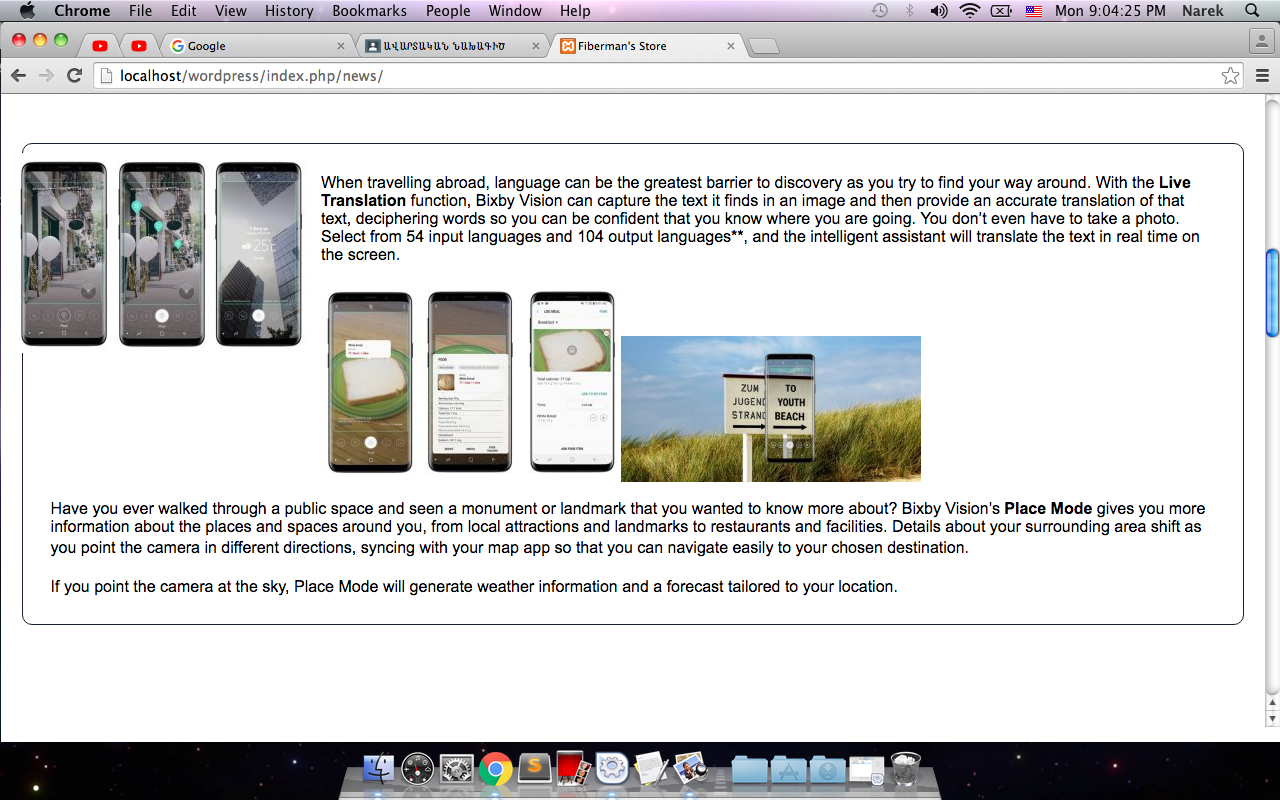 Chrome File Edit View History Bookmarks People Window Help Mon 9:04:25 PM Narek
Google ԱՎԱՐՏԱԿԱՆ ՆԱԽԱԳԻԾ Fiberman's Store
localhost/wordpress/index.php/news/
When travelling abroad, language can be the greatest barrier to discovery as you try to find your way around. With the Live
Translation function, Bixby Vision can capture the text it finds in an image and then provide an accurate translation of that
text, deciphering words so you can be confident that you know where you are going. You don't even have to take a photo.
Select from 54 input languages and 104 output languages**, and the intelligent assistant will translate the text in real time on
the screen.
25°
LOG MEAL
Breakfast
FOOD
White Bread
ADD FOOD ITEM
ZUM
JUGEND
STRAND
TO
YOUTH
BEACH
Have you ever walked through a public space and seen a monument or landmark that you wanted to know more about? Bixby Vision's Place Mode gives you more
information about the places and spaces around you, from local attractions and landmarks to restaurants and facilities. Details about your surrounding area shift as
you point the camera in different directions, syncing with your map app so that you can navigate easily to your chosen destination.
If you point the camera at the sky, Place Mode will generate weather information and a forecast tailored to your location.